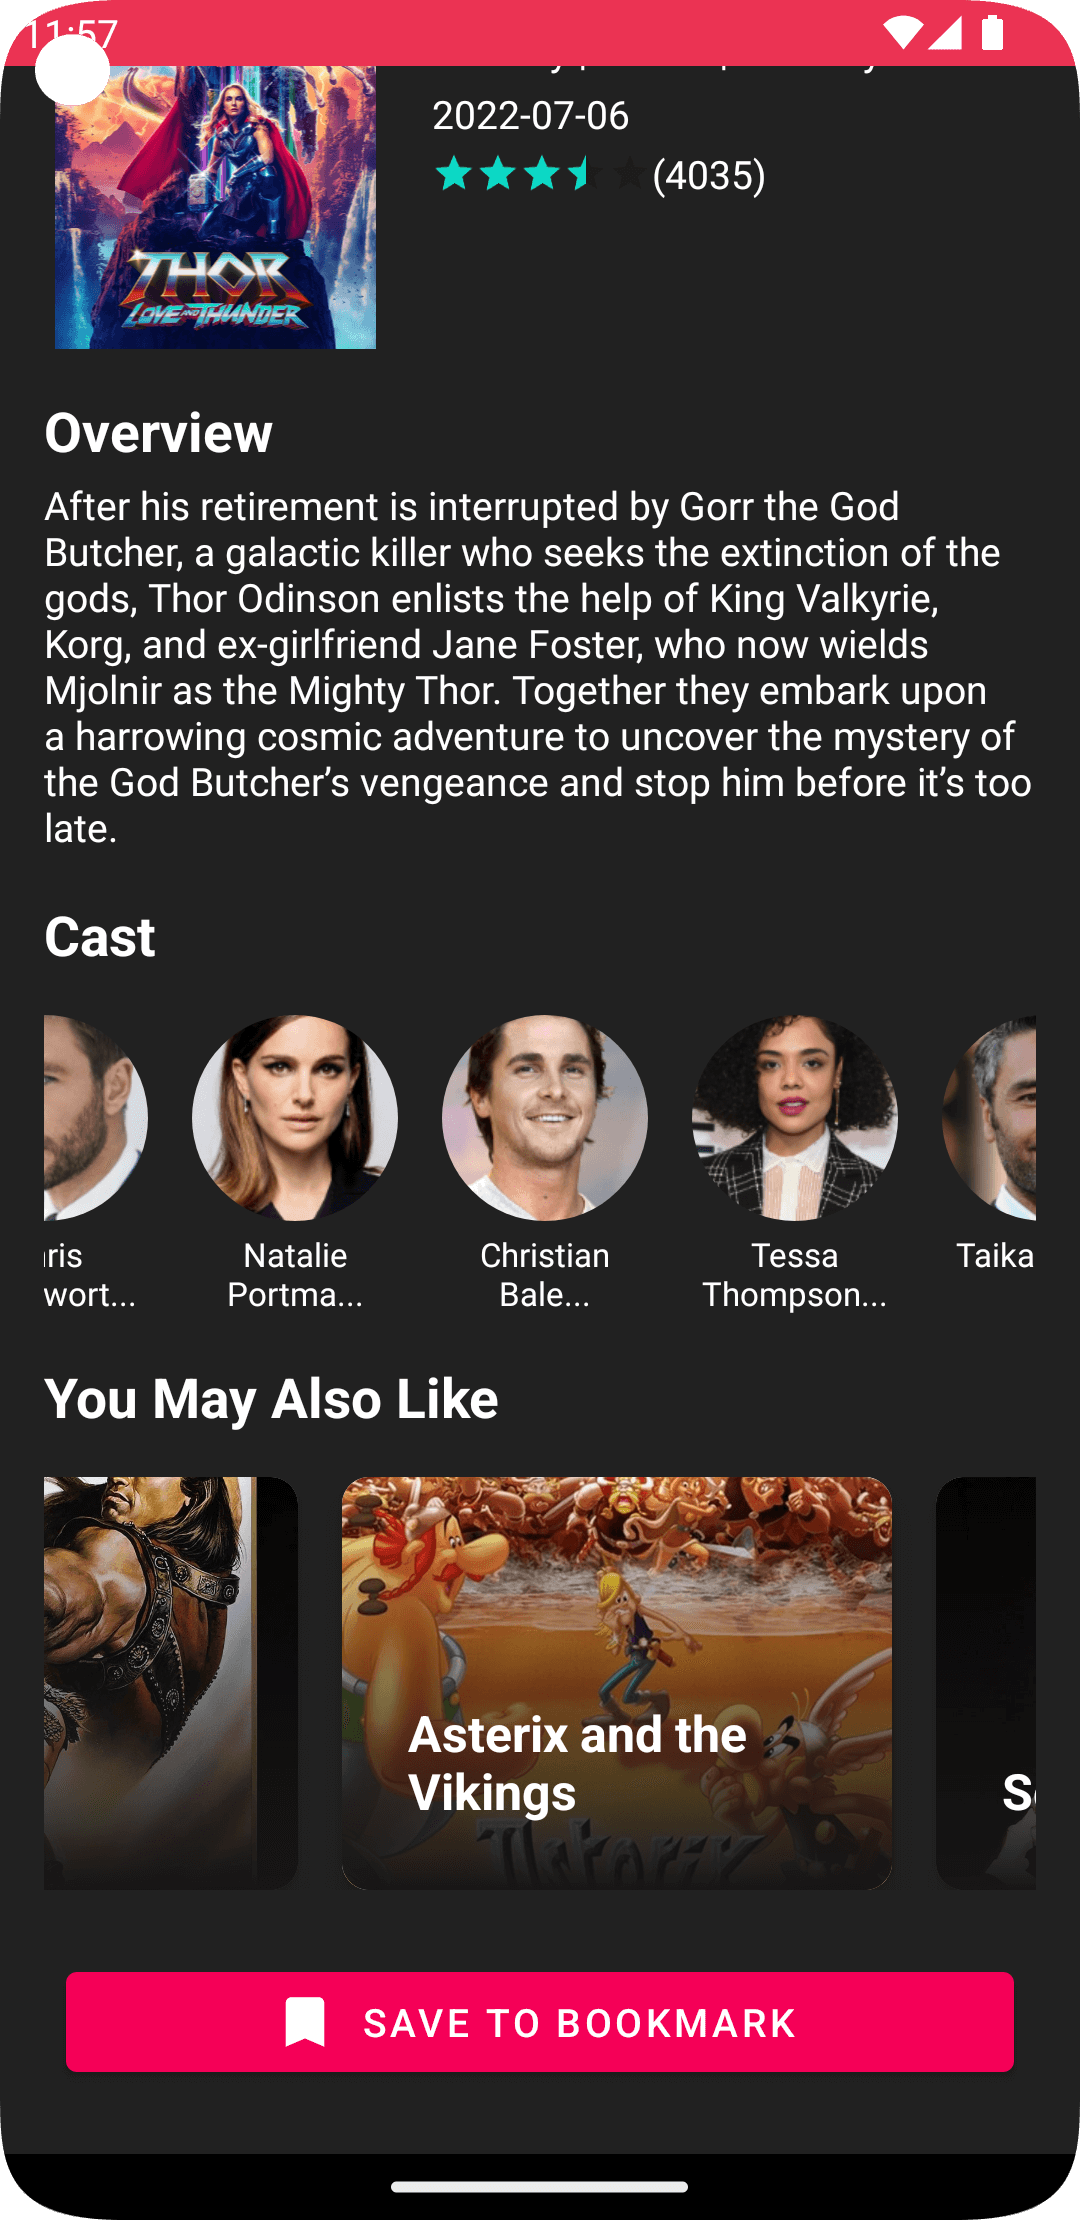 11:57
2022-07-06
(4035)
THOR
LOVE AND THUNDER
Overview
After his retirement is interrupted by Gorr the God
Butcher, a galactic killer who seeks the extinction of the
gods, Thor Odinson enlists the help of King Valkyrie,
Korg, and ex-girlfriend Jane Foster, who now wields
Mjolnir as the Mighty Thor. Together they embark upon
a harrowing cosmic adventure to uncover the mystery of
the God Butcher’s vengeance and stop him before it’s too
late.
Cast
ris
wort...
Natalie
Portma...
Christian
Bale...
Tessa
Thompson...
Taika
You May Also Like
Asterix and the
Vikings
Asterix
S
SAVE TO BOOKMARK